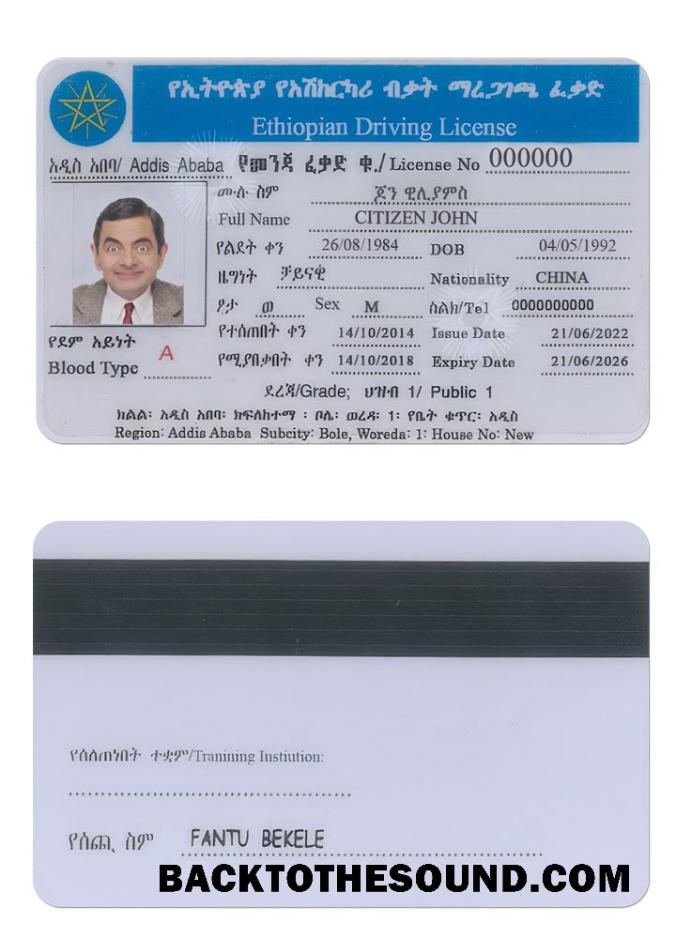 የኢትዮጵያ የአሽከርካሪ ብቃት ማረጋገጫ ፈቃድ
Ethiopian Driving License
አዲስ አበባ/ Addis Ababa የመንጃ ፈቃድ ቁ./ License No 000000
ሙሉ ስም ጆን ዊሊያምስ
Full Name CITIZEN JOHN
የልደት ቀን 26/08/1984 DOB 04/05/1992
ዜግነት ቻይናዊ Nationality CHINA
ፆታ ወ Sex M ስልክ/Tel 0000000000
የተሰጠበት ቀን 14/10/2014 Issue Date 21/06/2022
የሚያበቃበት ቀን 14/10/2018 Expiry Date 21/06/2026
የደም አይነት
Blood Type A
ደረጃ/Grade; ህዝብ 1/ Public 1
ክልል፡ አዲስ አበባ፡ ክፍለከተማ ፡ ቦሌ፡ ወረዳ፡ 1፡ የቤት ቁጥር፡ አዲስ
Region: Addis Ababa Subcity: Bole, Woreda: 1: House No: New
የሰለጠነበት ተቋም/Tranining Instiution:
የሰጪ ስም FANTU BEKELE
BACKTOTHESOUND.COM